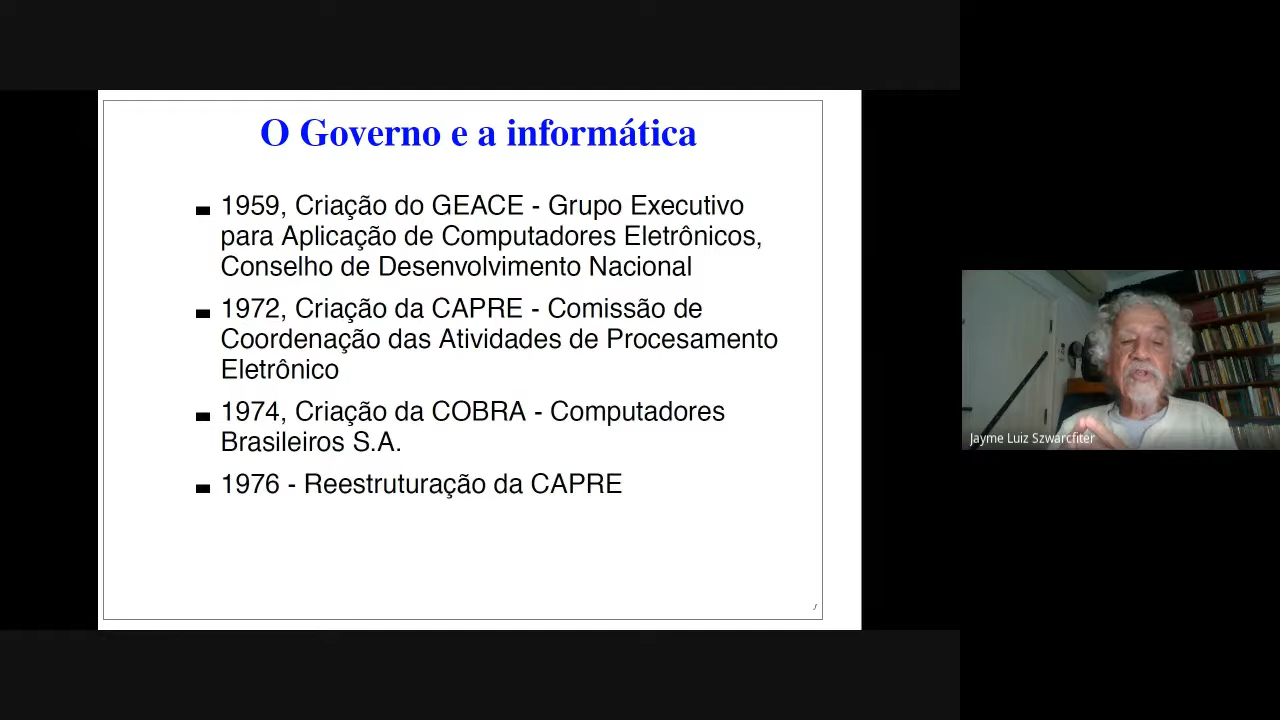 O Governo e a informática
1959, Criação do GEACE - Grupo Executivo
para Aplicação de Computadores Eletrônicos,
Conselho de Desenvolvimento Nacional
1972, Criação da CAPRE - Comissão de
Coordenação das Atividades de Procesamento
Eletrônico
1974, Criação da COBRA - Computadores
Brasileiros S.A.
1976 - Reestruturação da CAPRE
Jayme Luiz Szwarcfiter